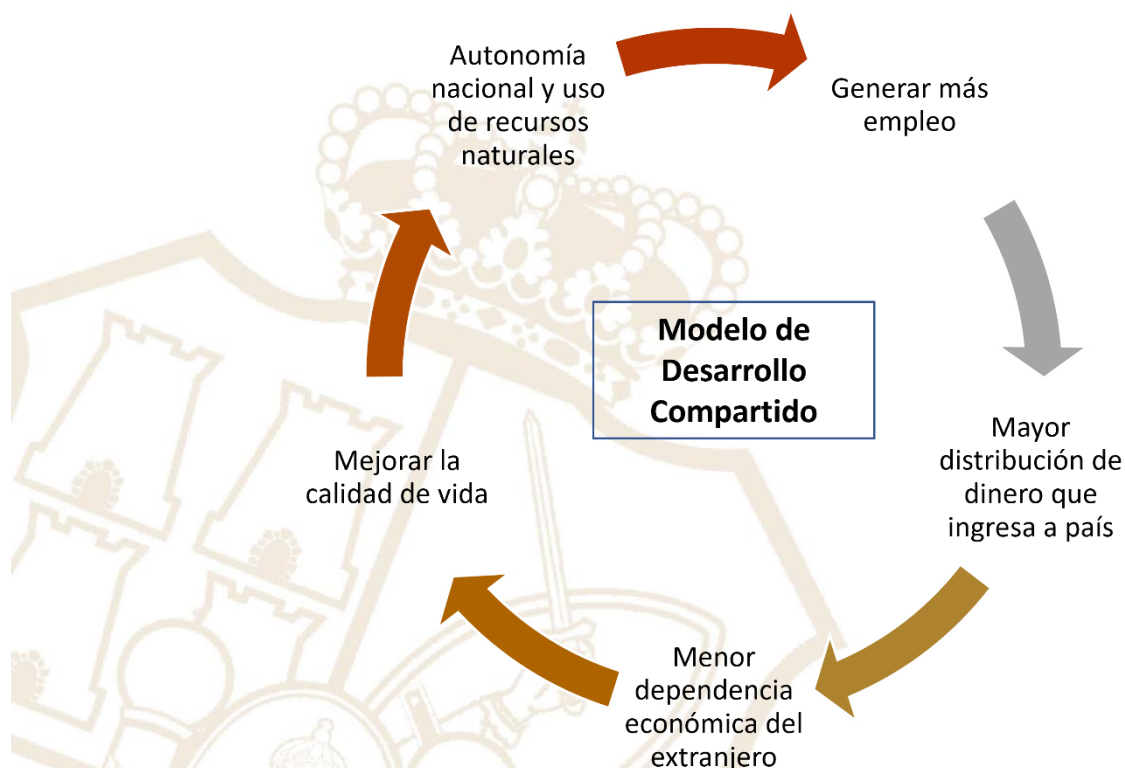 Autonomía
nacional y uso
de recursos
naturales
Generar más
empleo
Modelo de
Desarrollo
Compartido
Mayor
distribución de
dinero que
ingresa a país
Menor
dependencia
económica del
extranjero
Mejorar la
calidad de vida